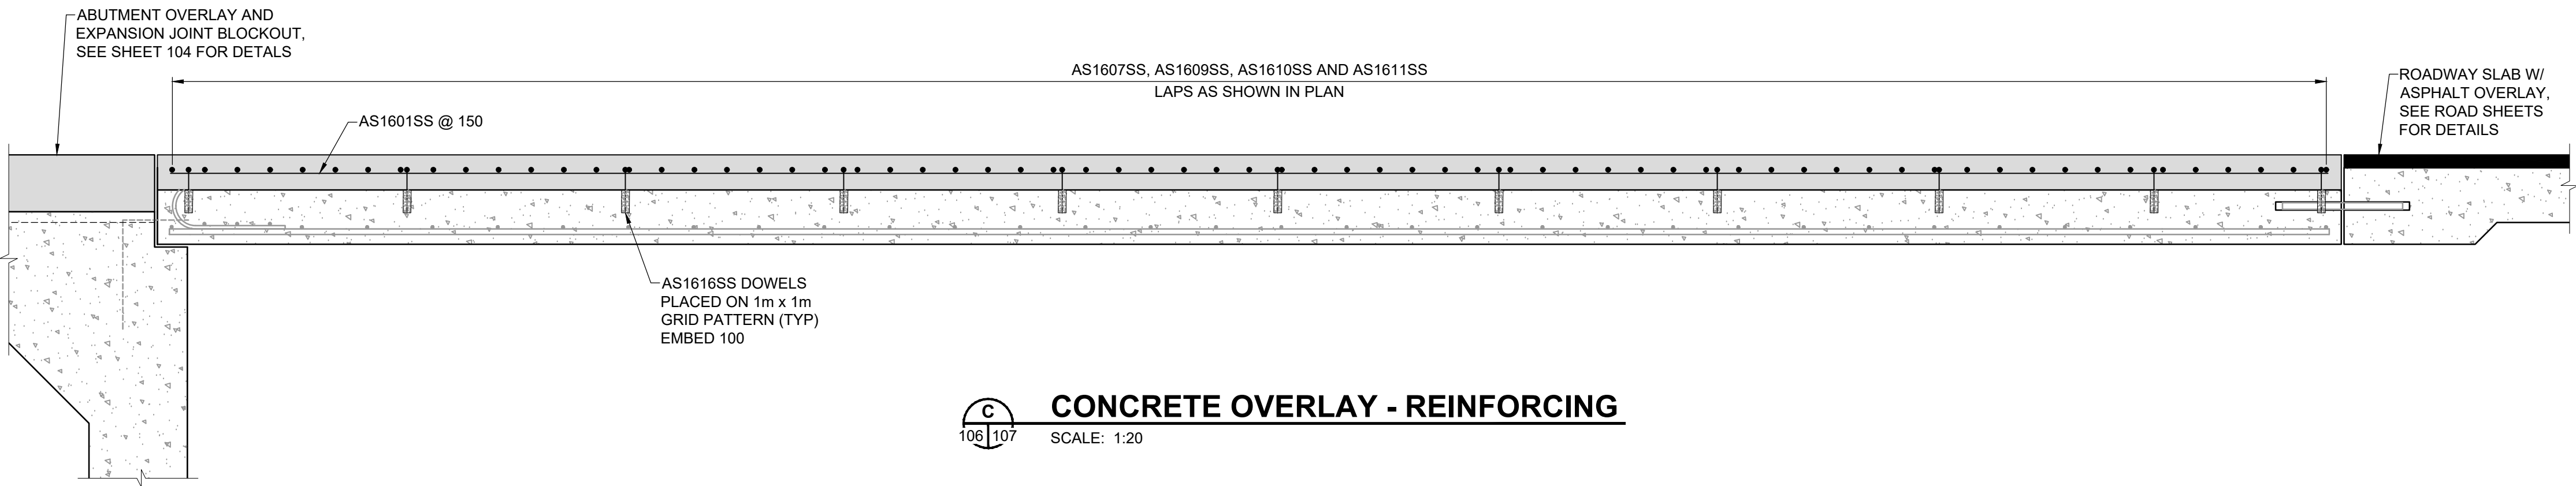 ABUTMENT OVERLAY AND
EXPANSION JOINT BLOCKOUT,
SEE SHEET 104 FOR DETALS
AS1607SS, AS1609SS, AS1610SS AND AS1611SS
LAPS AS SHOWN IN PLAN
ROADWAY SLAB W/
ASPHALT OVERLAY,
SEE ROAD SHEETS
FOR DETAILS
AS1601SS @ 150
AS1616SS DOWELS
PLACED ON 1m x 1m
GRID PATTERN (TYP)
EMBED 100
C
106 107
CONCRETE OVERLAY - REINFORCING
SCALE: 1:20